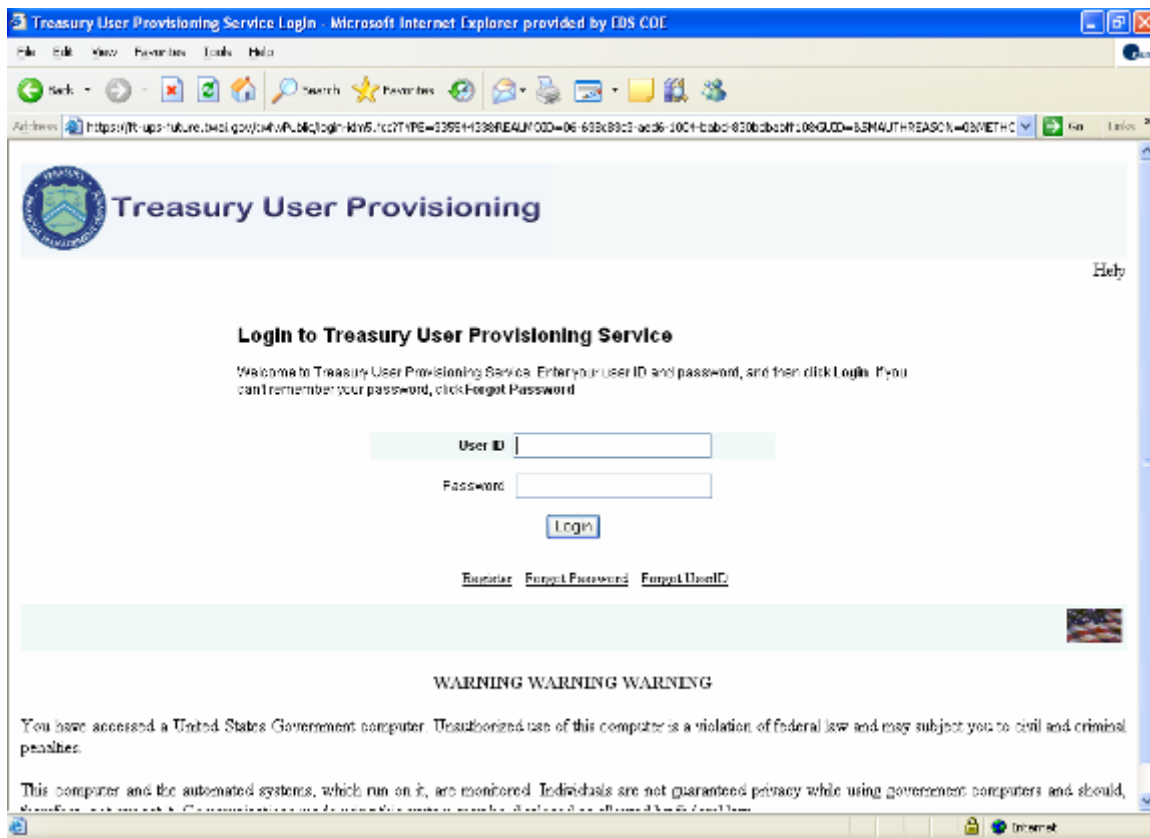 Treasury User Provisioning Service Login - Microsoft Internet Explorer provided by EDS COE
File Edit View Favorites Tools Help
Back Search Favorites
Address Go Links
Treasury User Provisioning
Help
Login to Treasury User Provisioning Service
Welcome to Treasury User Provisioning Service. Enter your user ID and password, and then click Login. If you
can't remember your password, click Forgot Password
User ID
Password
Login
Register Forgot Password Forgot UserID
WARNING WARNING WARNING
You have accessed a United States Government computer. Unauthorized use of this computer is a violation of federal law and may subject you to civil and criminal
penalties.
This computer and the automated systems, which run on it, are monitored. Individuals are not guaranteed privacy while using government computers and should,
Internet